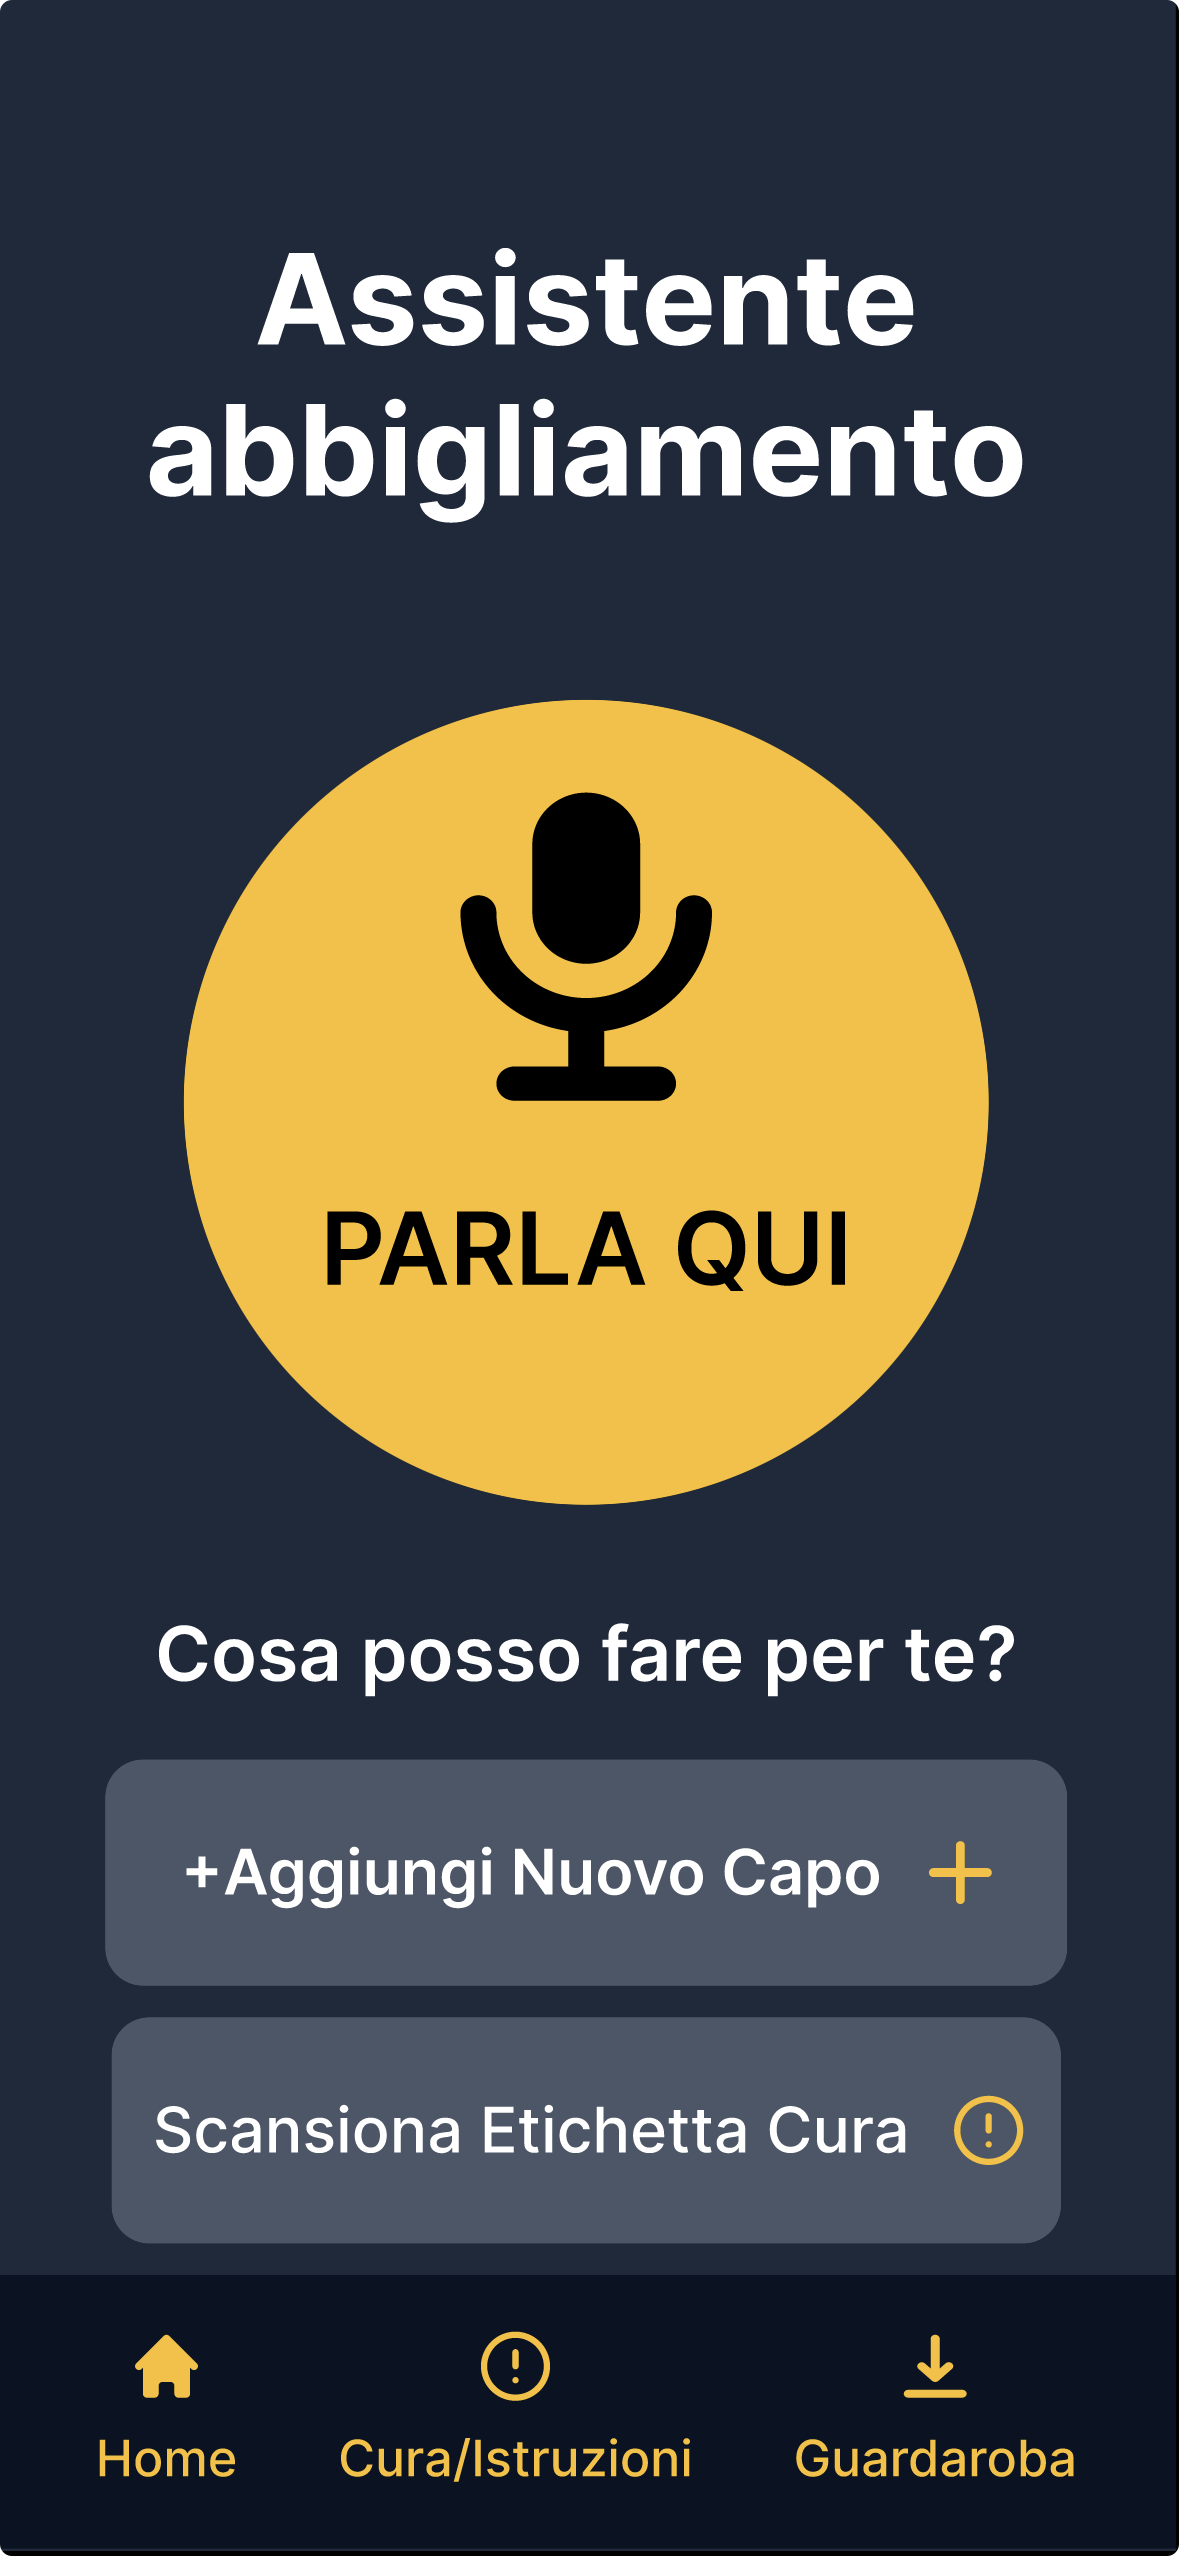 Assistente
abbigliamento
PARLA QUI
Cosa posso fare per te?
+Aggiungi Nuovo Capo
Scansiona Etichetta Cura
Home
Cura/Istruzioni
Guardaroba